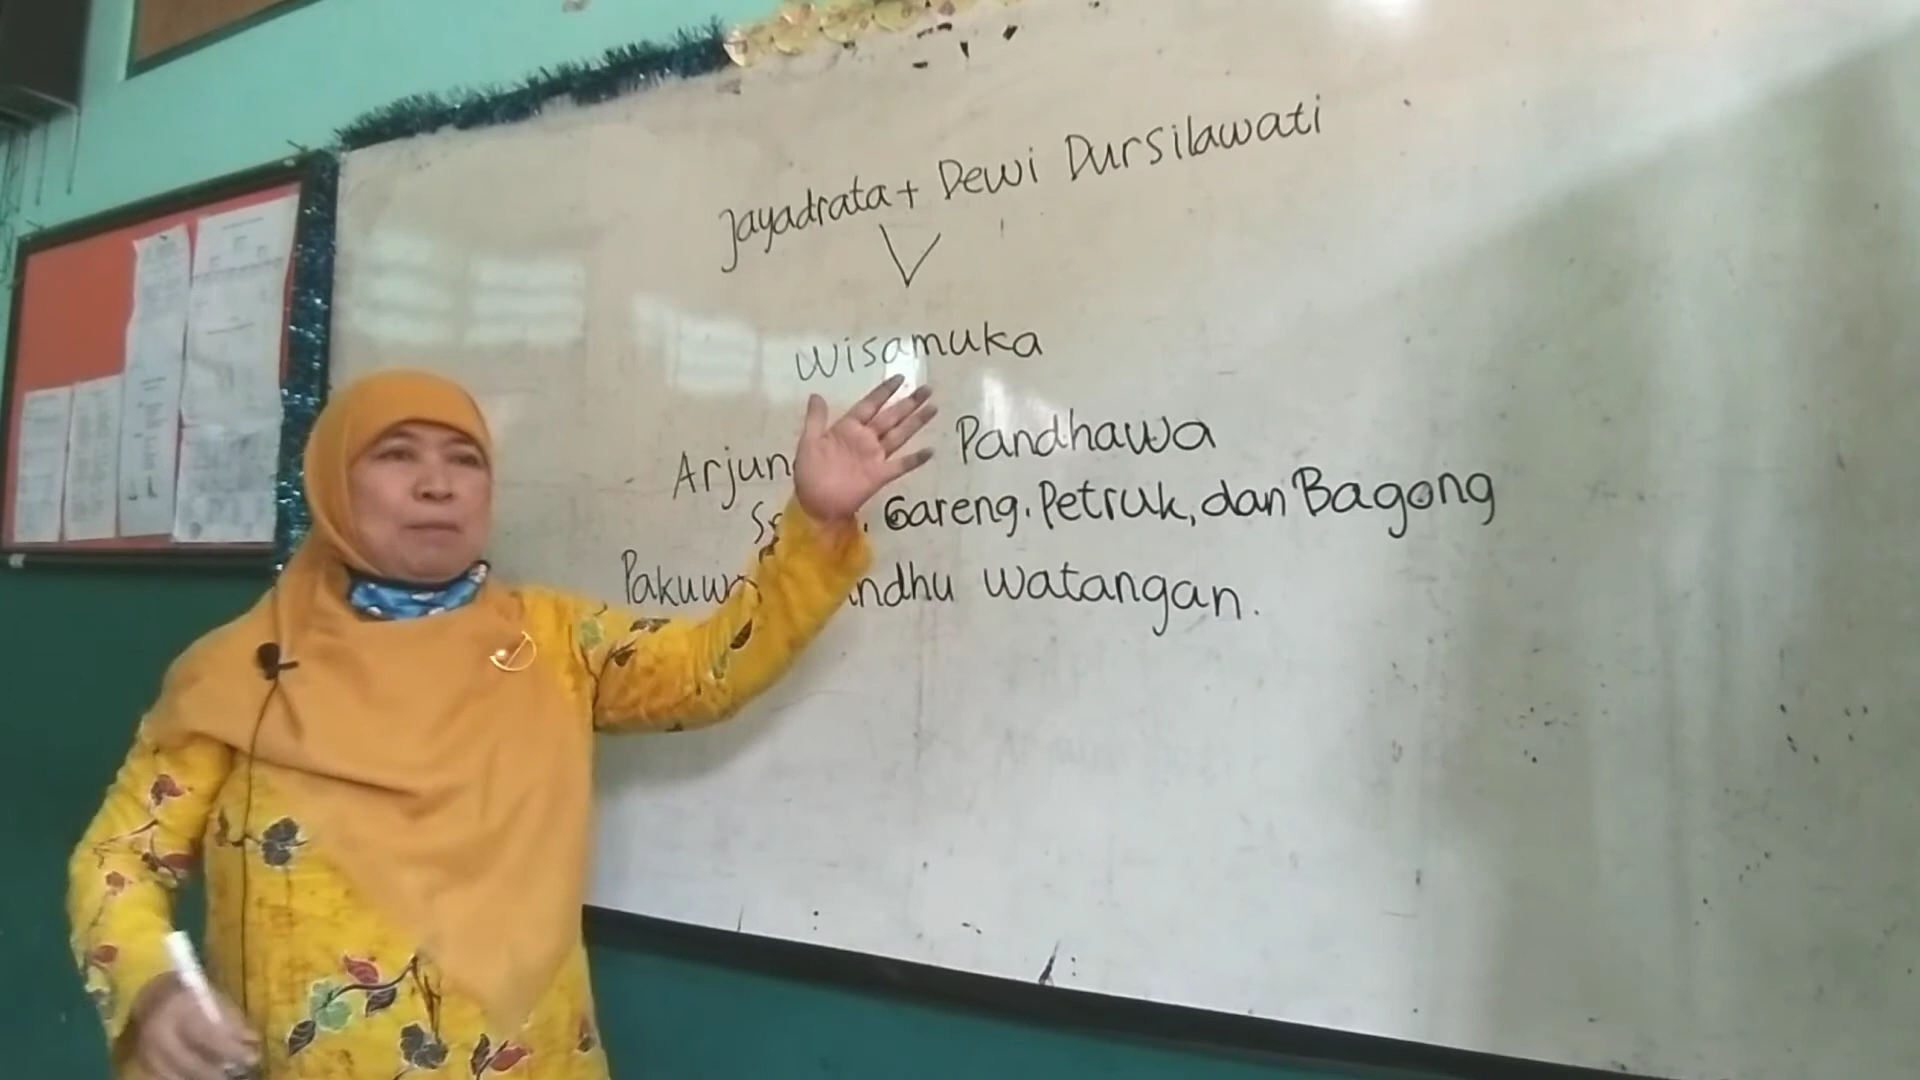 Jayadrata + Dewi Dursilawati
Wisamuka
Pandhawa
Gareng, Petruk, dan Bagong
Watangan.